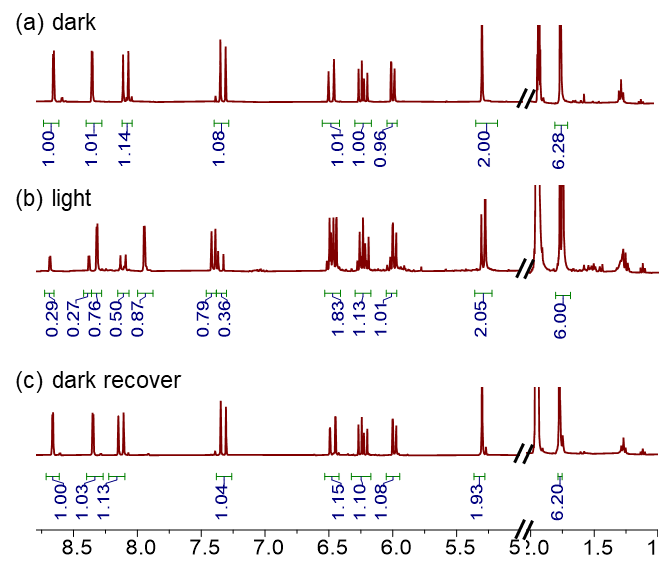 (a) dark
1.00 1.01 1.14 1.08 1.01 1.00 0.96 2.00 6.28
(b) light
0.29 0.27 0.76 0.50 0.87 0.79 0.36 1.83 1.13 1.01 2.05 6.00
(c) dark recover
1.00 1.03 1.13 1.04 1.15 1.10 1.08 1.93 6.20
8.5 8.0 7.5 7.0 6.5 6.0 5.5 1.5